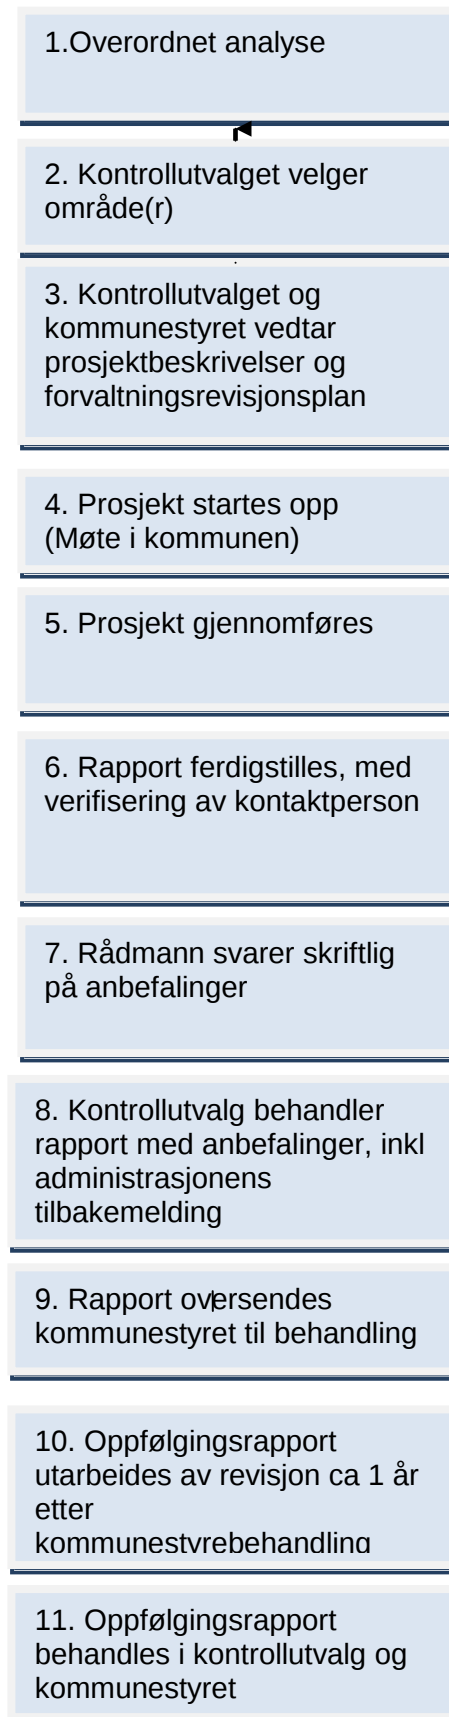 1.Overordnet analyse
2. Kontrollutvalget velger
område(r)
3. Kontrollutvalget og
kommunestyret vedtar
prosjektbeskrivelser og
forvaltningsrevisjonsplan
4. Prosjekt startes opp
(Møte i kommunen)
5. Prosjekt gjennomføres
6. Rapport ferdigstilles, med
verifisering av kontaktperson
7. Rådmann svarer skriftlig
på anbefalinger
8. Kontrollutvalg behandler
rapport med anbefalinger, inkl
administrasjonens
tilbakemelding
9. Rapport oversendes
kommunestyret til behandling
10. Oppfølgingsrapport
utarbeides av revisjon ca 1 år
etter
kommunestyrebehandling
11. Oppfølgingsrapport
behandles i kontrollutvalg og
kommunestyret